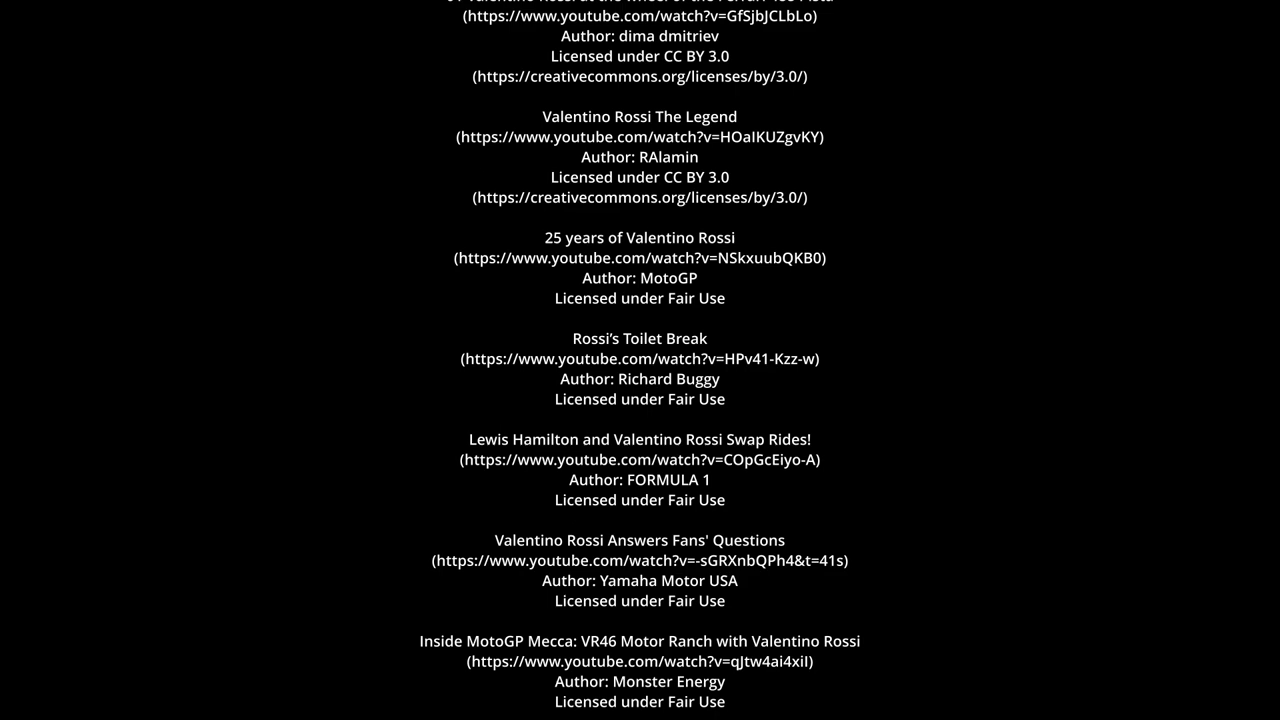 (https://www.youtube.com/watch?v=GfSjbJCLbLo)
Author: dima dmitriev
Licensed under CC BY 3.0
(https://creativecommons.org/licenses/by/3.0/)
Valentino Rossi The Legend
(https://www.youtube.com/watch?v=HOaIKUZgvKY)
Author: RAlamin
Licensed under CC BY 3.0
(https://creativecommons.org/licenses/by/3.0/)
25 years of Valentino Rossi
(https://www.youtube.com/watch?v=NSkxuubQKB0)
Author: MotoGP
Licensed under Fair Use
Rossi’s Toilet Break
(https://www.youtube.com/watch?v=HPv41-Kzz-w)
Author: Richard Buggy
Licensed under Fair Use
Lewis Hamilton and Valentino Rossi Swap Rides!
(https://www.youtube.com/watch?v=COpGcEiyo-A)
Author: FORMULA 1
Licensed under Fair Use
Valentino Rossi Answers Fans' Questions
(https://www.youtube.com/watch?v=-sGRXnbQPh4&t=41s)
Author: Yamaha Motor USA
Licensed under Fair Use
Inside MotoGP Mecca: VR46 Motor Ranch with Valentino Rossi
(https://www.youtube.com/watch?v=qJtw4ai4xiI)
Author: Monster Energy
Licensed under Fair Use